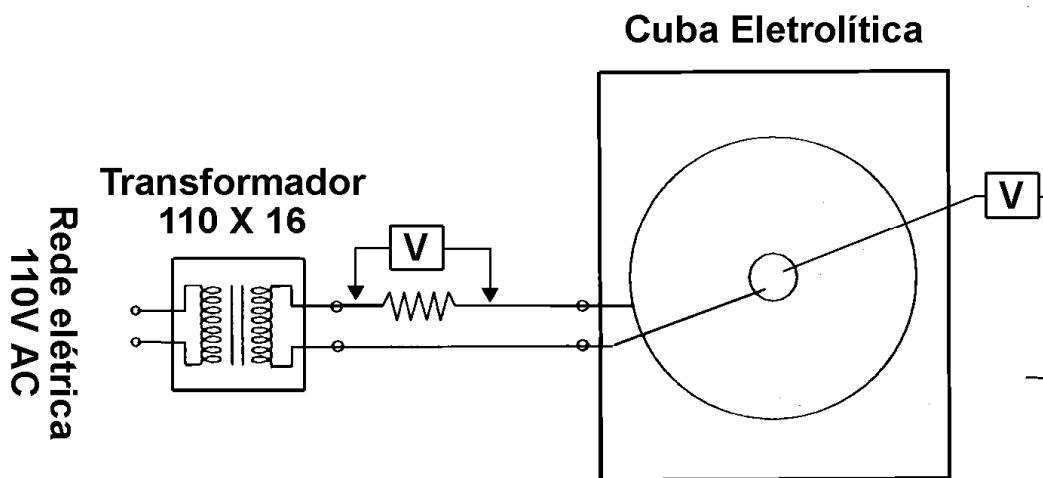 Cuba Eletrolítica
Transformador
110 X 16
Rede elétrica
110V AC
V
V